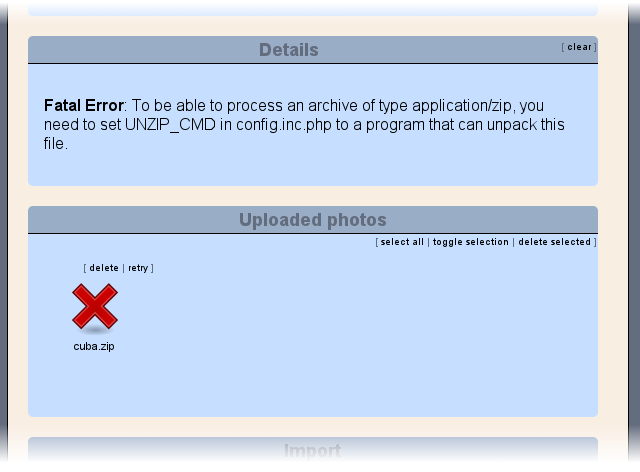 Details
[ clear ]
Fatal Error: To be able to process an archive of type application/zip, you
need to set UNZIP_CMD in config.inc.php to a program that can unpack this
file.
Uploaded photos
[ select all | toggle selection | delete selected ]
[ delete | retry ]
cuba.zip
Import